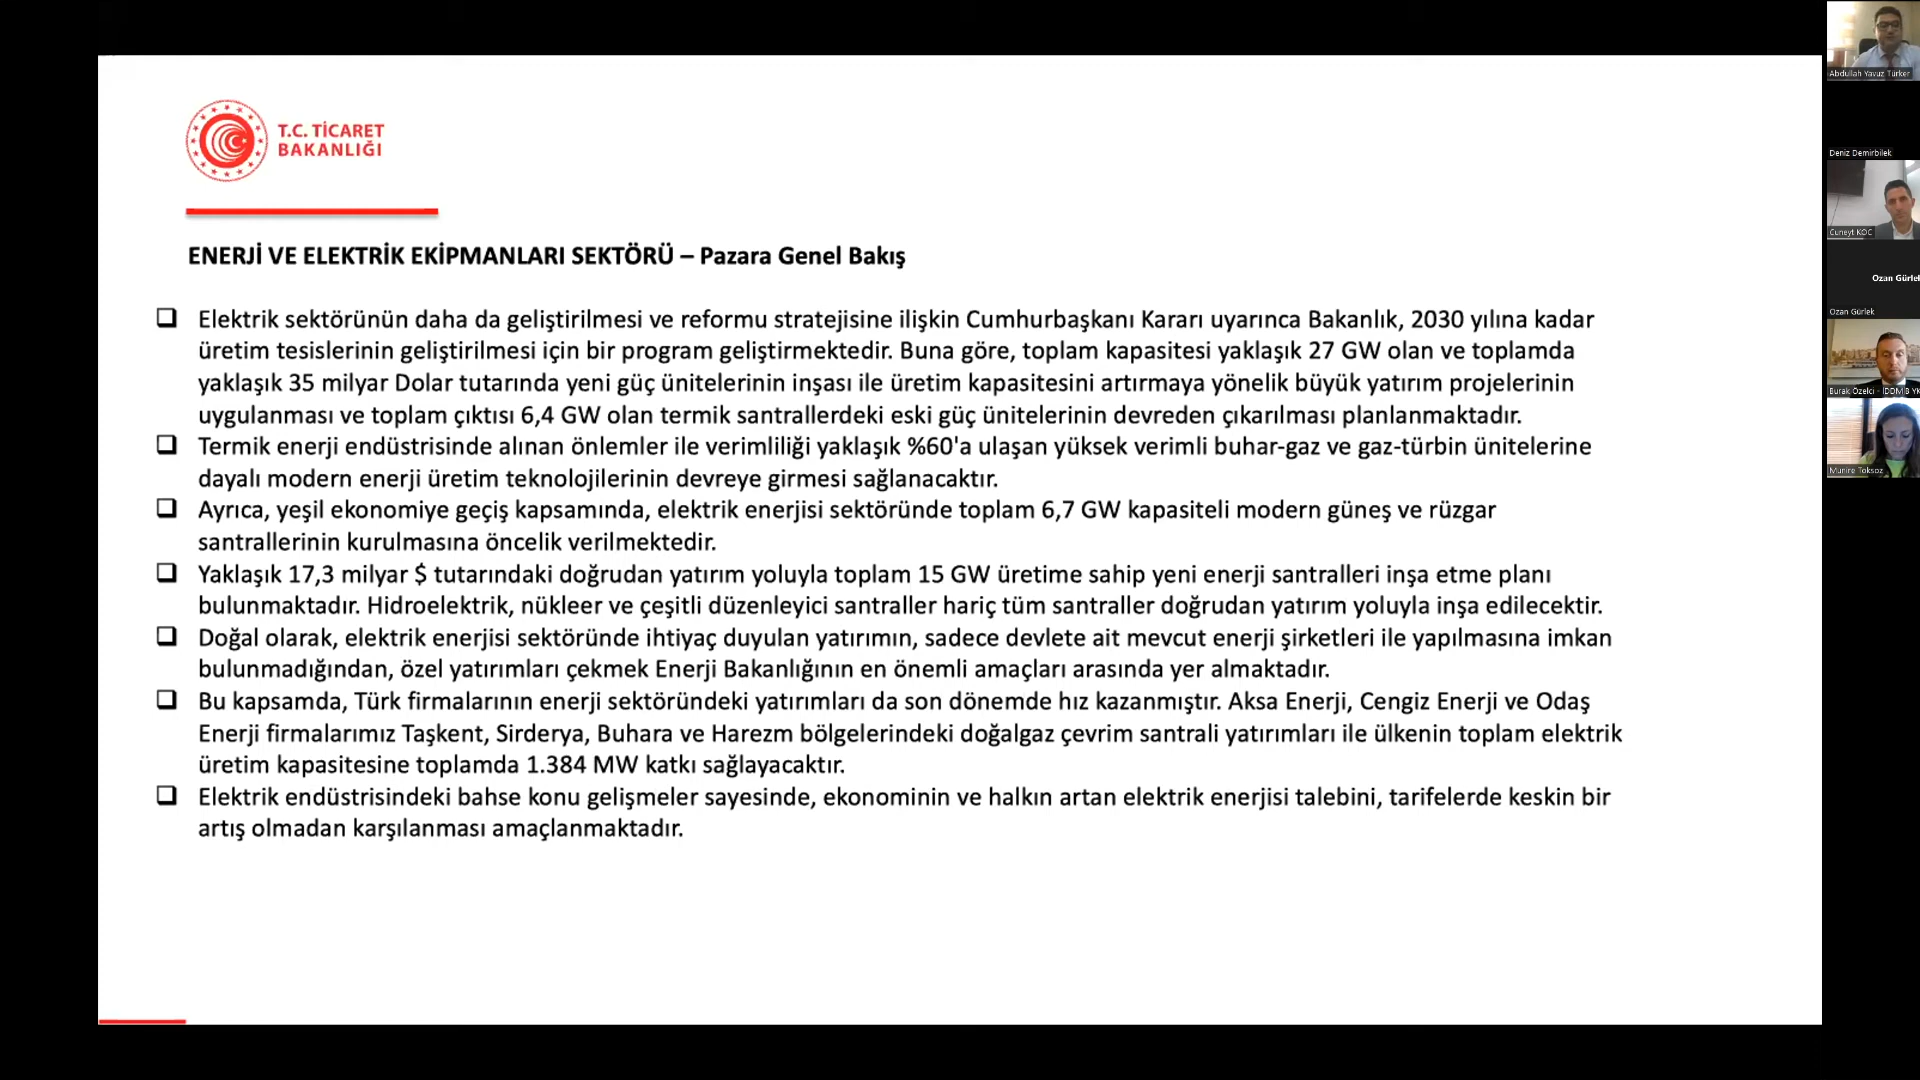 T.C. TİCARET
BAKANLIĞI
ENERJİ VE ELEKTRİK EKİPMANLARI SEKTÖRÜ – Pazara Genel Bakış
Elektrik sektörünün daha da geliştirilmesi ve reformu stratejisine ilişkin Cumhurbaşkanı Kararı uyarınca Bakanlık, 2030 yılına kadar
üretim tesislerinin geliştirilmesi için bir program geliştirmektedir. Buna göre, toplam kapasitesi yaklaşık 27 GW olan ve toplamda
yaklaşık 35 milyar Dolar tutarında yeni güç ünitelerinin inşası ile üretim kapasitesini artırmaya yönelik büyük yatırım projelerinin
uygulanması ve toplam çıktısı 6,4 GW olan termik santrallerdeki eski güç ünitelerinin devreden çıkarılması planlanmaktadır.
Termik enerji endüstrisinde alınan önlemler ile verimliliği yaklaşık %60'a ulaşan yüksek verimli buhar-gaz ve gaz-türbin ünitelerine
dayalı modern enerji üretim teknolojilerinin devreye girmesi sağlanacaktır.
Ayrıca, yeşil ekonomiye geçiş kapsamında, elektrik enerjisi sektöründe toplam 6,7 GW kapasiteli modern güneş ve rüzgar
santrallerinin kurulmasına öncelik verilmektedir.
Yaklaşık 17,3 milyar $ tutarındaki doğrudan yatırım yoluyla toplam 15 GW üretime sahip yeni enerji santralleri inşa etme planı
bulunmaktadır. Hidroelektrik, nükleer ve çeşitli düzenleyici santraller hariç tüm santraller doğrudan yatırım yoluyla inşa edilecektir.
Doğal olarak, elektrik enerjisi sektöründe ihtiyaç duyulan yatırımın, sadece devlete ait mevcut enerji şirketleri ile yapılmasına imkan
bulunmadığından, özel yatırımları çekmek Enerji Bakanlığının en önemli amaçları arasında yer almaktadır.
Bu kapsamda, Türk firmalarının enerji sektöründeki yatırımları da son dönemde hız kazanmıştır. Aksa Enerji, Cengiz Enerji ve Odaş
Enerji firmalarımız Taşkent, Sirderya, Buhara ve Harezm bölgelerindeki doğalgaz çevrim santrali yatırımları ile ülkenin toplam elektrik
üretim kapasitesine toplamda 1.384 MW katkı sağlayacaktır.
Elektrik endüstrisindeki bahse konu gelişmeler sayesinde, ekonominin ve halkın artan elektrik enerjisi talebini, tarifelerde keskin bir
artış olmadan karşılanması amaçlanmaktadır.
Abdullah Yavuz Türker
Deniz Demirbilek
Cuneyt KOC
Ozan Gürlek
Ozan Gürlek
Burak Özelci - İDDMİB YK
Munire Toksoz